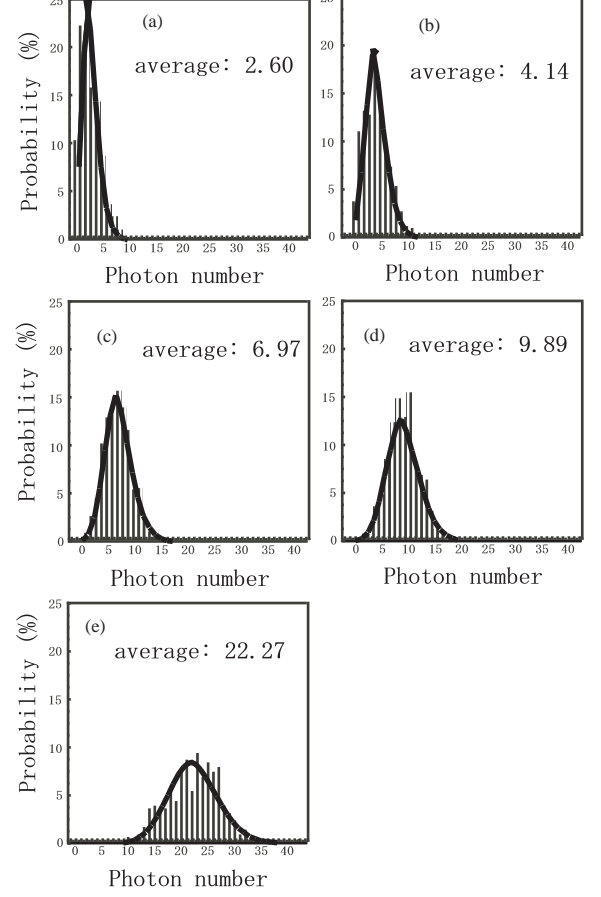 25
(a)
20
average: 2.60
15
10
5
0
0 5 10 15 20 25 30 35 40
Probability (%)
Photon number
(b)
20
average: 4.14
15
10
5
0
0 5 10 15 20 25 30 35 40
Photon number
25
(c)
20
average: 6.97
15
10
5
0
0 5 10 15 20 25 30 35 40
Probability (%)
Photon number
25
(d)
20
average: 9.89
15
10
5
0
0 5 10 15 20 25 30 35 40
Photon number
25
(e)
20
average: 22.27
15
10
5
0
0 5 10 15 20 25 30 35 40
Probability (%)
Photon number